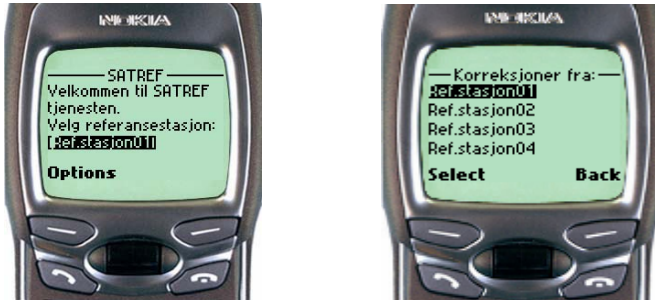 NOKIA
SATREF
Velkommen til SATREF
tjenesten.
Velg referansestasjon:
[Ref.stasjon01]
Options
NOKIA
Korreksjoner fra:
Ref.stasjon01
Ref.stasjon02
Ref.stasjon03
Ref.stasjon04
Select Back